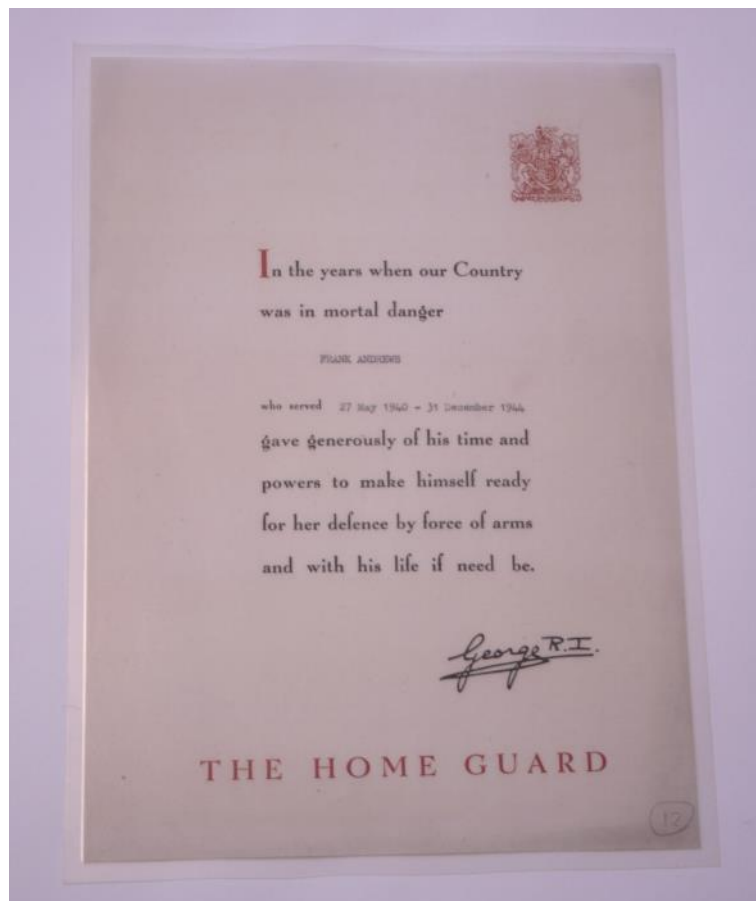 In the years when our Country
was in mortal danger
FRANK ANDREWS
who served 27 May 1940 - 31 December 1944
gave generously of his time and
powers to make himself ready
for her defence by force of arms
and with his life if need be.
George R.I.
THE HOME GUARD
12